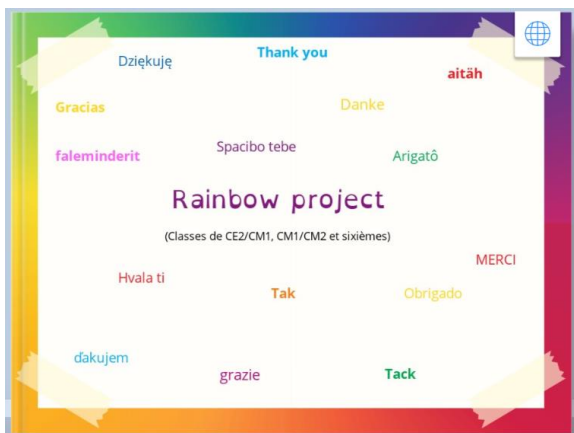 Thank you
Dziękuję
aitäh
Gracias
Danke
Spacibo tebe
faleminderit
Arigatô
Rainbow project
(Classes de CE2/CM1, CM1/CM2 et sixièmes)
MERCI
Hvala ti
Tak
Obrigado
ďakujem
grazie
Tack